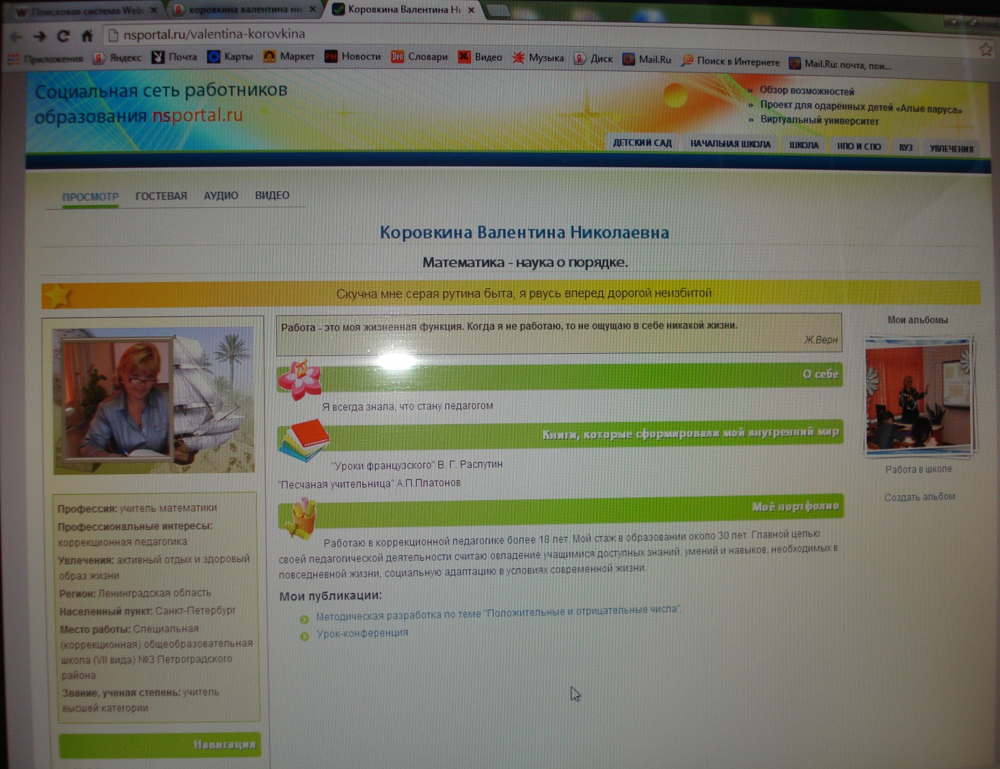 Поисковая система Web
коровкина валентина ни
Коровкина Валентина Ни
nsportal.ru/valentina-korovkina
Приложения Яндекс Почта Карты Маркет Новости Словари Видео Музыка Диск Mail.Ru Поиск в Интернете Mail.Ru: почта, пои...
Социальная сеть работников
образования nsportal.ru
» Обзор возможностей
» Проект для одарённых детей «Алые паруса»
» Виртуальный университет
ДЕТСКИЙ САД НАЧАЛЬНАЯ ШКОЛА ШКОЛА НПО И СПО ВУЗ УВЛЕЧЕНИЯ
ПРОСМОТР ГОСТЕВАЯ АУДИО ВИДЕО
Коровкина Валентина Николаевна
Математика - наука о порядке.
Скучна мне серая рутина быта, я рвусь вперед дорогой неизбитой
Профессия: учитель математики
Профессиональные интересы:
коррекционная педагогика
Увлечения: активный отдых и здоровый
образ жизни
Регион: Ленинградская область
Населенный пункт: Санкт-Петербург
Место работы: Специальная
(коррекционная) общеобразовательная
школа (VII вида) №3 Петроградского
района
Звание, ученая степень: учитель
высшей категории
Навигация
Работа - это моя жизненная функция. Когда я не работаю, то не ощущаю в себе никакой жизни.
Ж.Верн
О себе
Я всегда знала, что стану педагогом
Книги, которые сформировали мой внутренний мир
"Уроки французского" В. Г. Распутин
"Песчаная учительница" А.П.Платонов
Моё портфолио
Работаю в коррекционной педагогике более 18 лет. Мой стаж в образовании около 30 лет. Главной целью
своей педагогической деятельности считаю овладение учащимися доступных знаний, умений и навыков, необходимых в
повседневной жизни, социальную адаптацию в условиях современной жизни.
Мои публикации:
Методическая разработка по теме "Положительные и отрицательные числа".
Урок-конференция
Мои альбомы
Работа в школе
Создать альбом